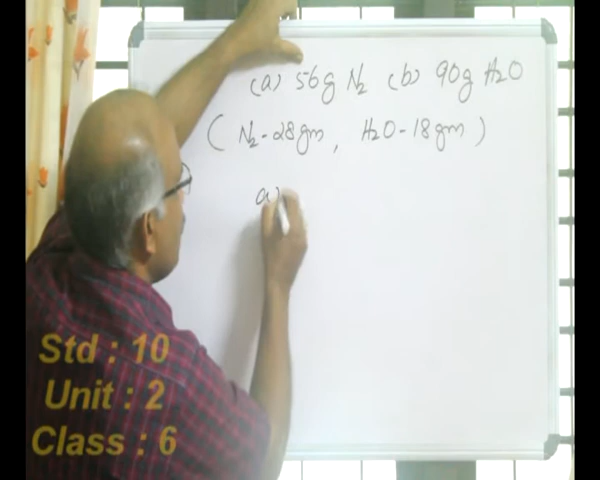 (a) 56g N2 (b) 90g H2O
(N2-28gm, H2O-18gm)
a)
Std : 10
Unit : 2
Class : 6